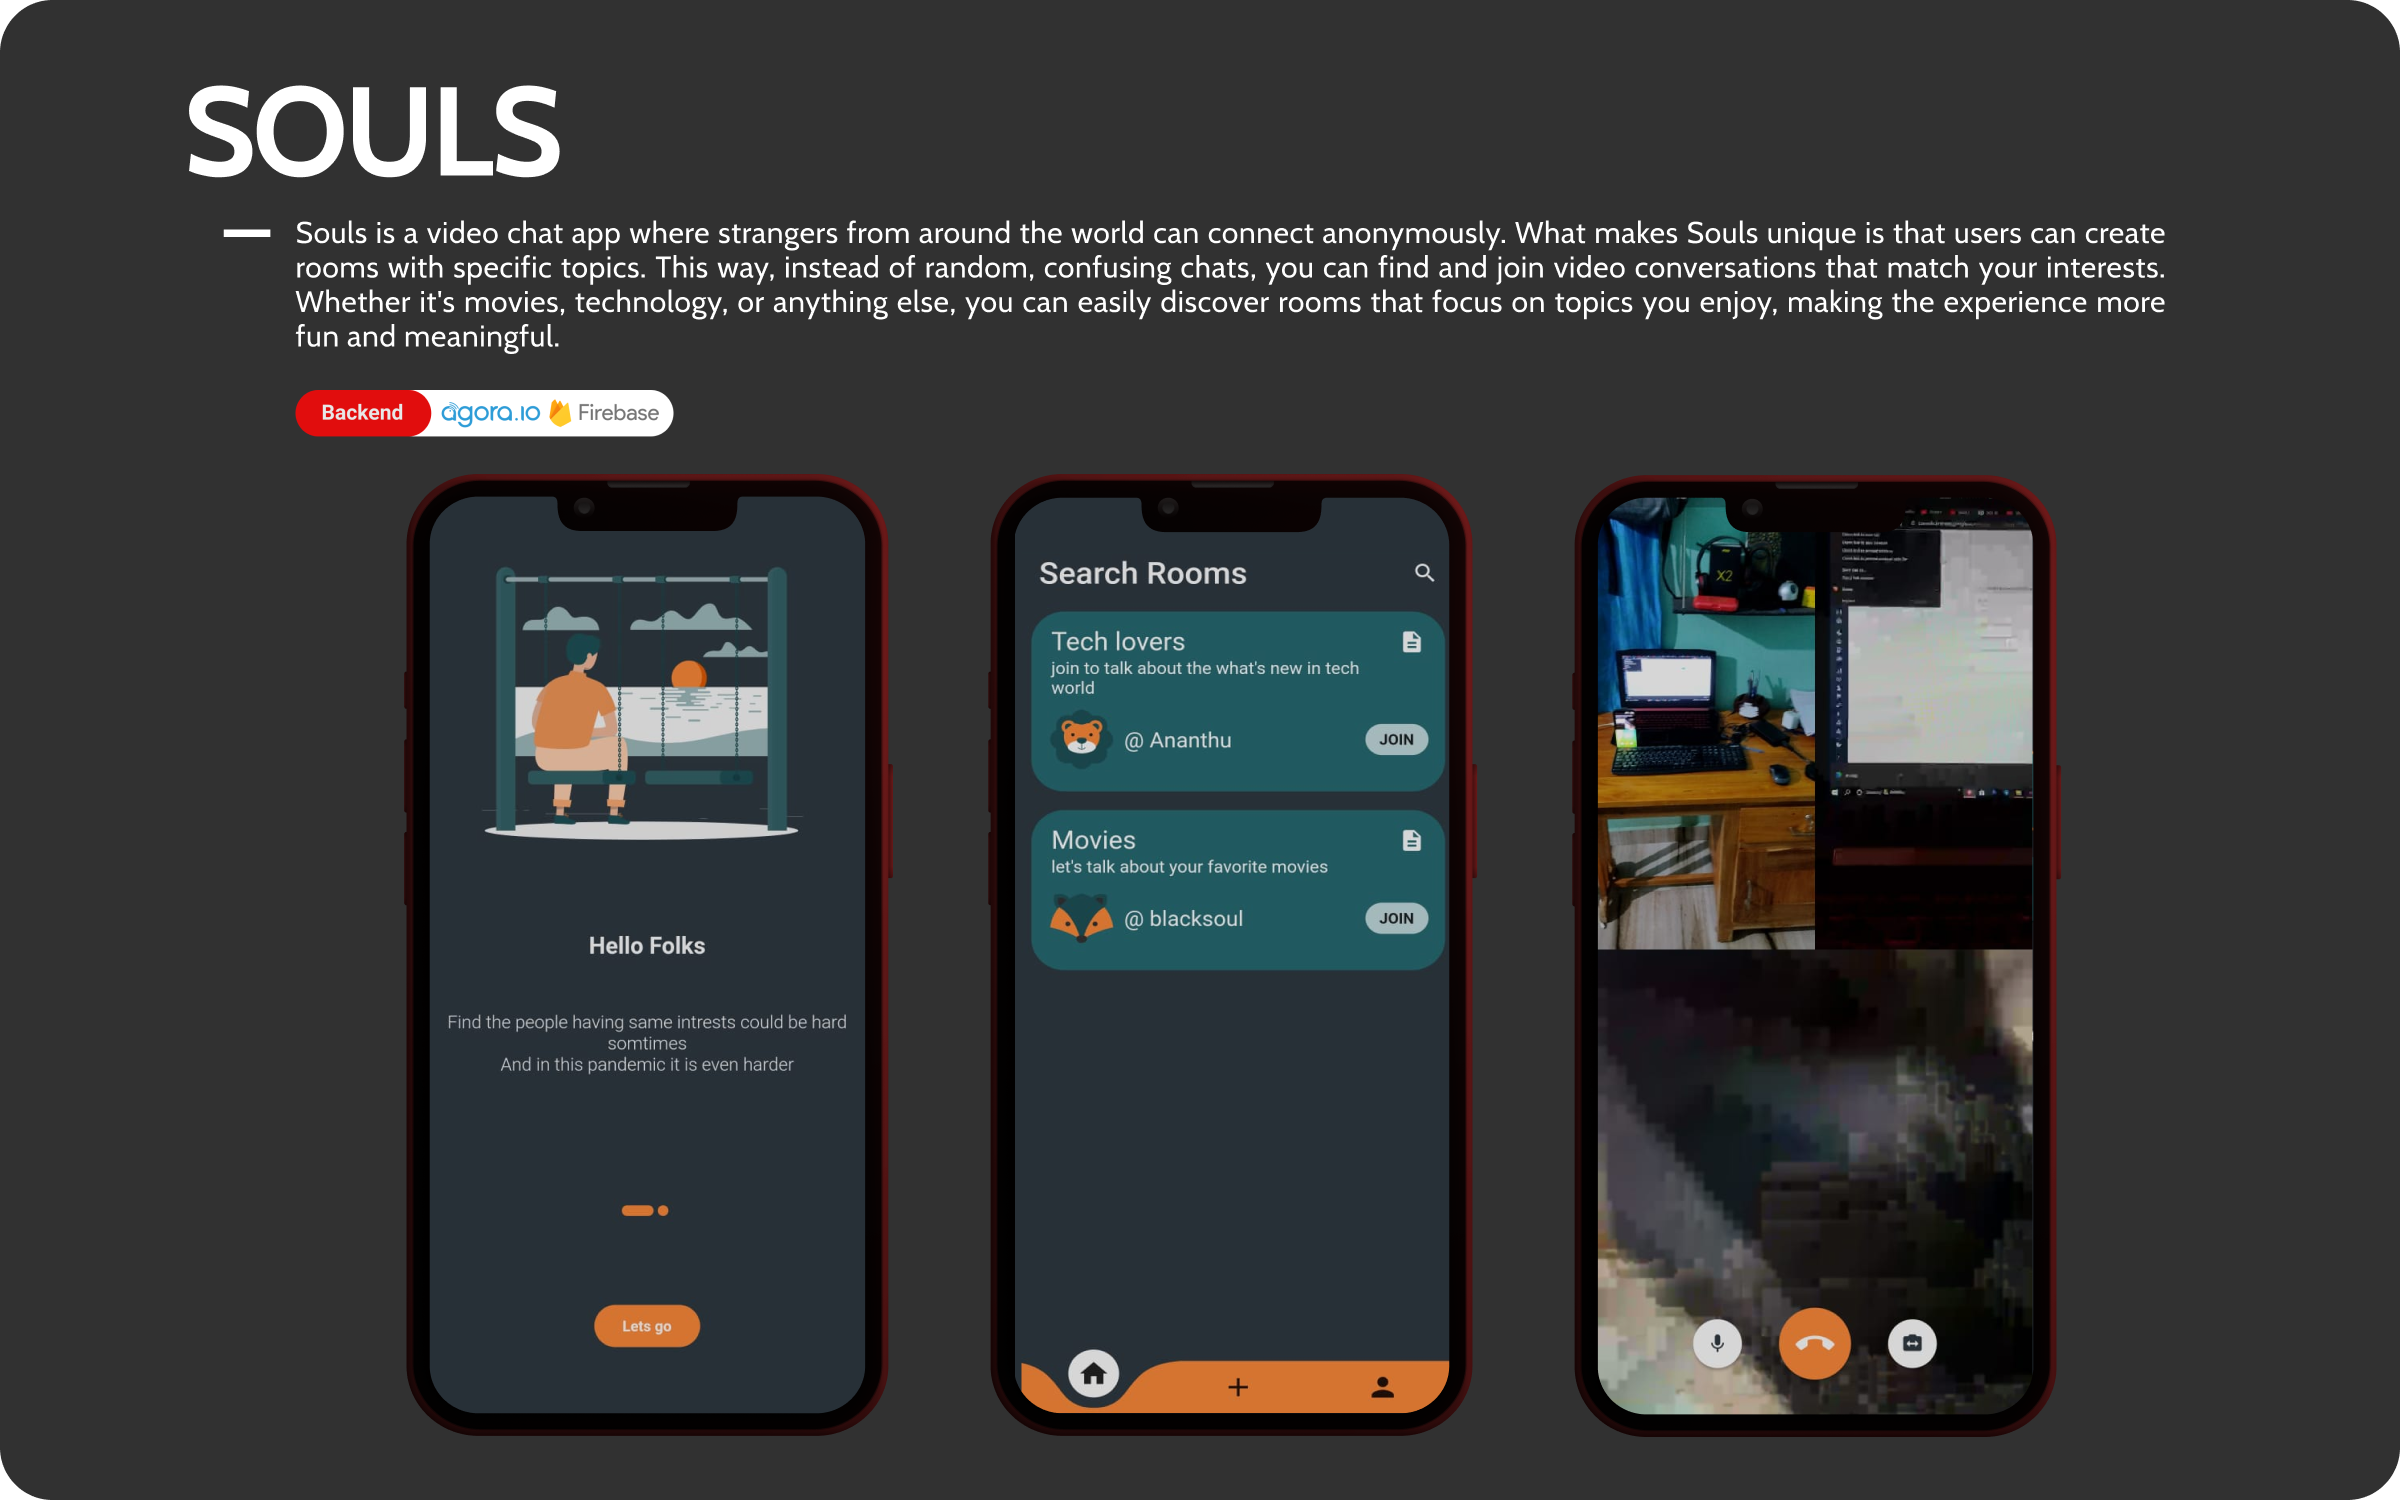 SOULS
Souls is a video chat app where strangers from around the world can connect anonymously. What makes Souls unique is that users can create
rooms with specific topics. This way, instead of random, confusing chats, you can find and join video conversations that match your interests.
Whether it's movies, technology, or anything else, you can easily discover rooms that focus on topics you enjoy, making the experience more
fun and meaningful.
Backend agora.io Firebase
Hello Folks
Find the people having same intrests could be hard
somtimes
And in this pandemic it is even harder
Lets go
Search Rooms
Tech lovers
join to talk about the what's new in tech
world
@ Ananthu
JOIN
Movies
let's talk about your favorite movies
@ blacksoul
JOIN
X2